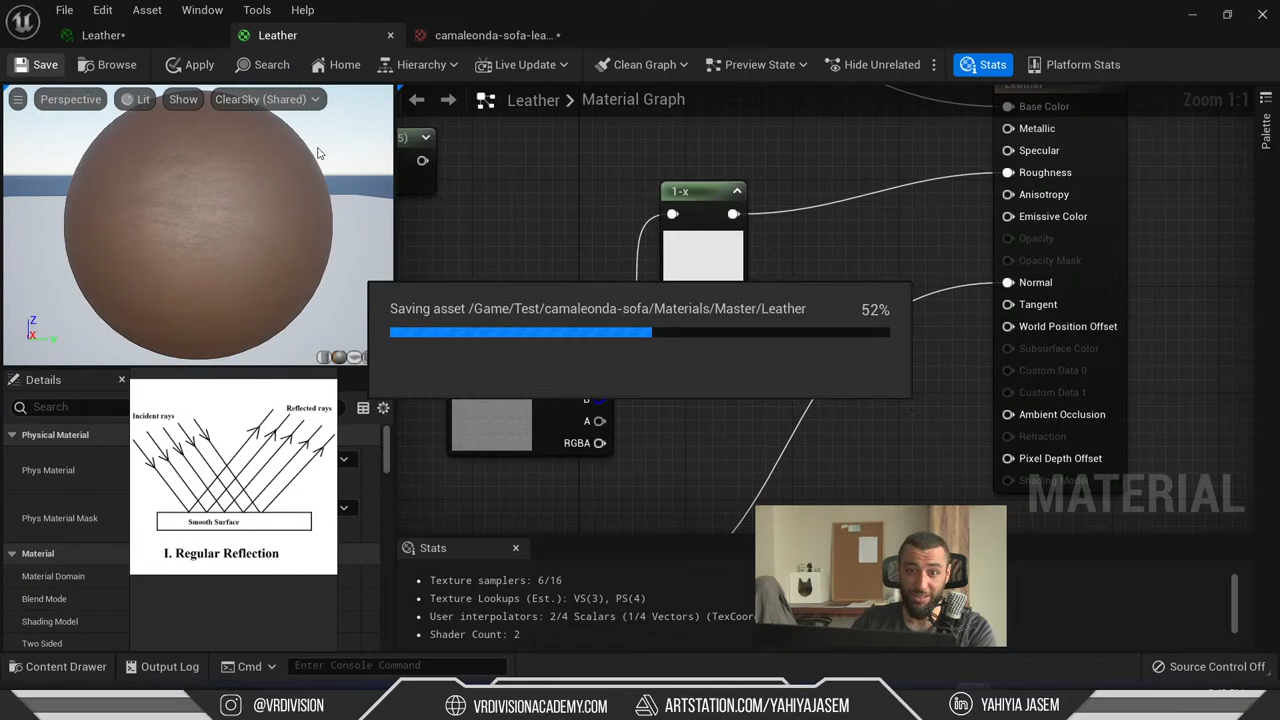 File Edit Asset Window Tools Help
Leather*
Leather
camaleonda-sofa-lea... *
Save Browse Apply Search Home Hierarchy Live Update Clean Graph Preview State Hide Unrelated Stats Platform Stats
Perspective Lit Show ClearSky (Shared)
Leather Material Graph Zoom 1:1
Palette
5)
1-x
Base Color
Metallic
Specular
Roughness
Anisotropy
Emissive Color
Opacity
Opacity Mask
Normal
Tangent
World Position Offset
Subsurface Color
Custom Data 0
Custom Data 1
Ambient Occlusion
Refraction
Pixel Depth Offset
Shading Model
MATERIAL
Saving asset /Game/Test/camaleonda-sofa/Materials/Master/Leather 52%
B
A
RGBA
Z
X
Details
Search
Physical Material
Phys Material
Phys Material Mask
Material
Material Domain
Blend Mode
Shading Model
Two Sided
Incident rays
Reflected rays
Smooth Surface
I. Regular Reflection
Stats
Texture samplers: 6/16
Texture Lookups (Est.): VS(3), PS(4)
User interpolators: 2/4 Scalars (1/4 Vectors) (TexCoor
Shader Count: 2
Content Drawer Output Log Cmd Enter Console Command Source Control Off
@VRDIVISION VRDIVISIONACADEMY.COM ARTSTATION.COM/YAHIYAJASEM YAHIYIA JASEM